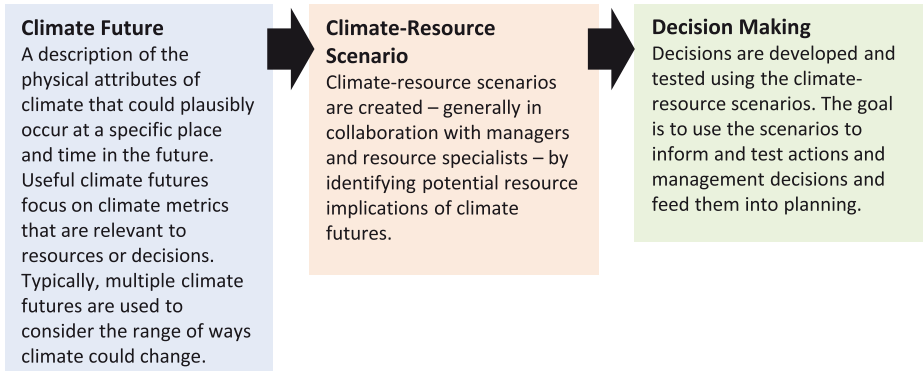 Climate Future
A description of the
physical attributes of
climate that could plausibly
occur at a specific place
and time in the future.
Useful climate futures
focus on climate metrics
that are relevant to
resources or decisions.
Typically, multiple climate
futures are used to
consider the range of ways
climate could change.
Climate-Resource
Scenario
Climate-resource scenarios
are created – generally in
collaboration with managers
and resource specialists – by
identifying potential resource
implications of climate
futures.
Decision Making
Decisions are developed and
tested using the climate-
resource scenarios. The goal
is to use the scenarios to
inform and test actions and
management decisions and
feed them into planning.